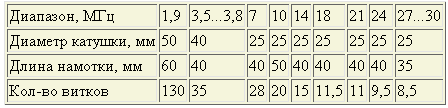 Диапазон, МГц 1,9 3,5...3,8 7 10 14 18 21 24 27...30
Диаметр катушки, мм 50 40 25 25 25 25 25 25 25
Длина намотки, мм 60 40 40 50 40 40 40 40 35
Кол-во витков 130 35 28 20 15 11,5 11 9,5 8,5